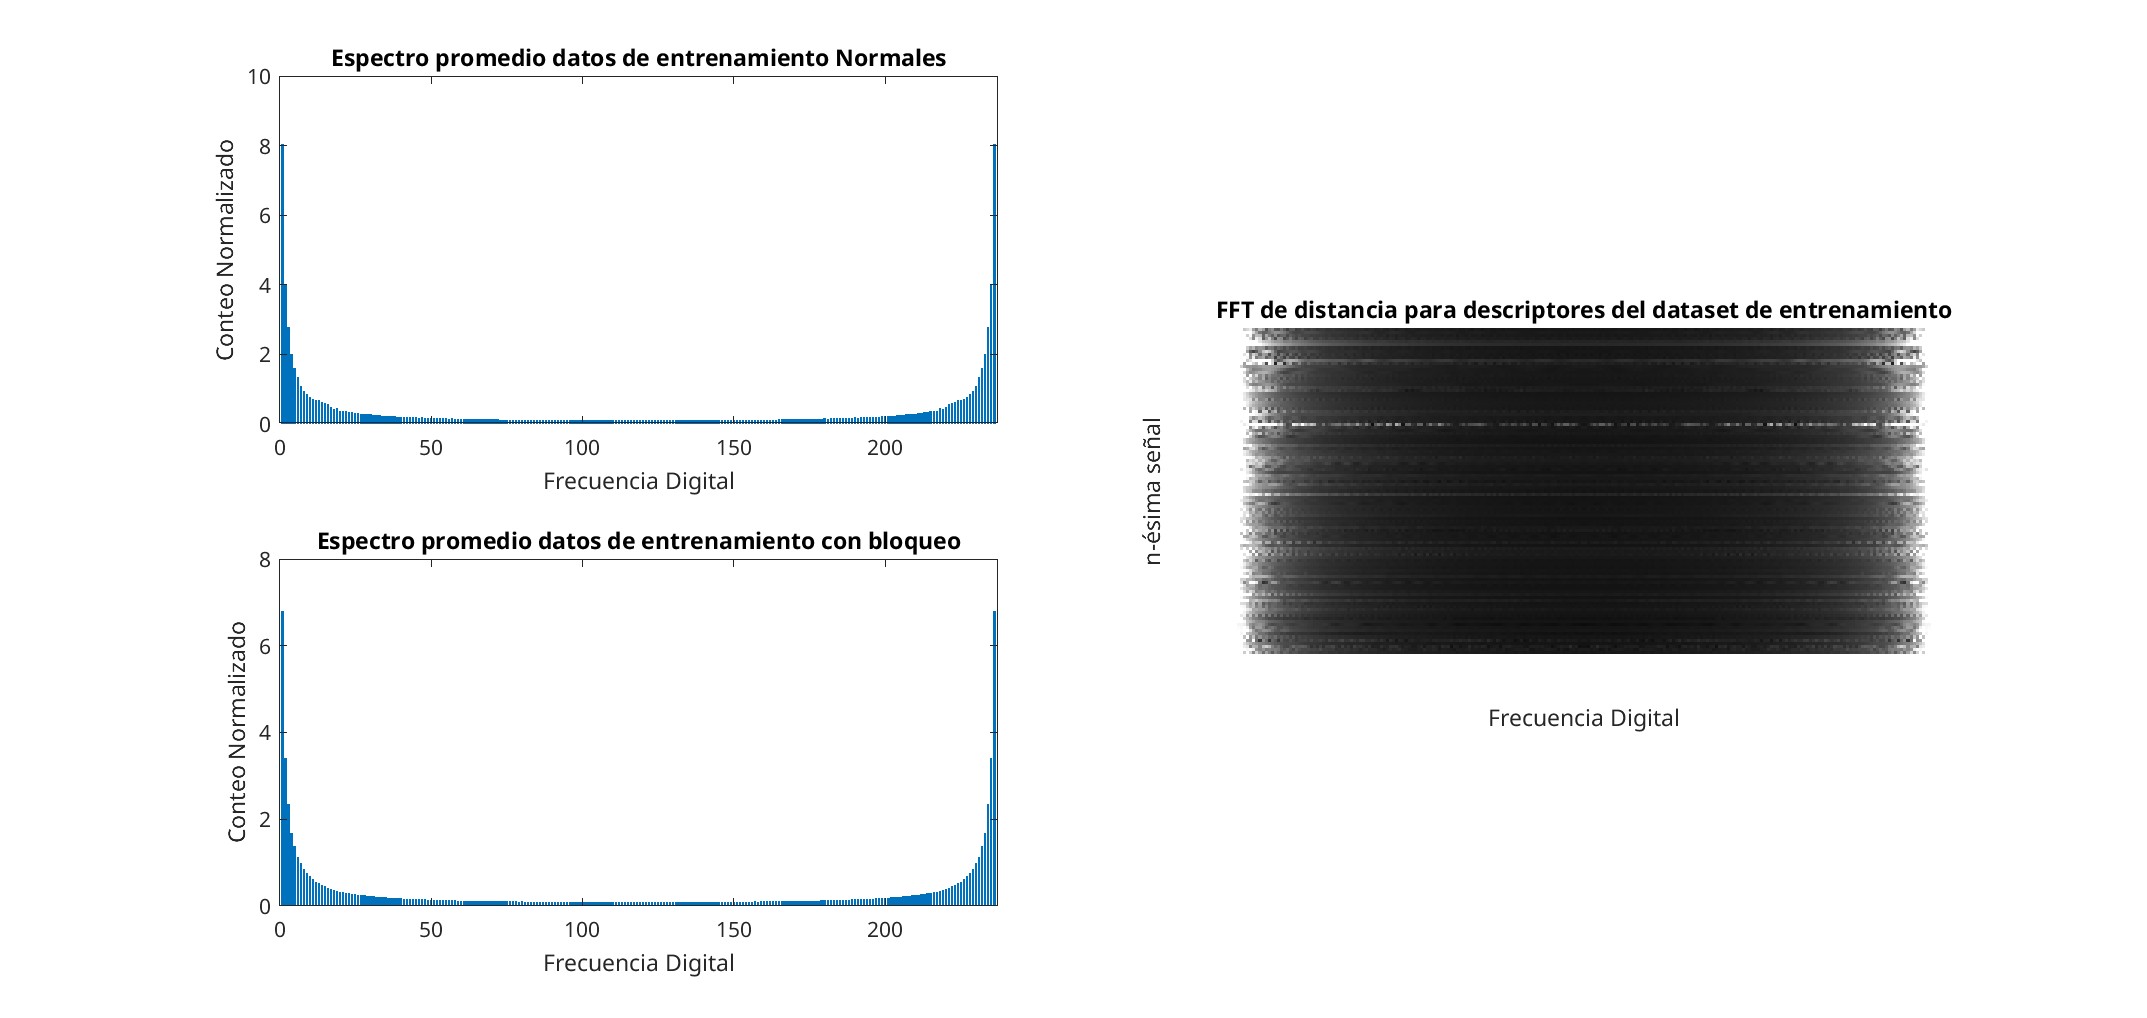 Espectro promedio datos de entrenamiento Normales
10
8
6
4
2
0
Conteo Normalizado
0 50 100 150 200
Frecuencia Digital
Espectro promedio datos de entrenamiento con bloqueo
8
6
4
2
0
Conteo Normalizado
0 50 100 150 200
Frecuencia Digital
FFT de distancia para descriptores del dataset de entrenamiento
n-ésima señal
Frecuencia Digital